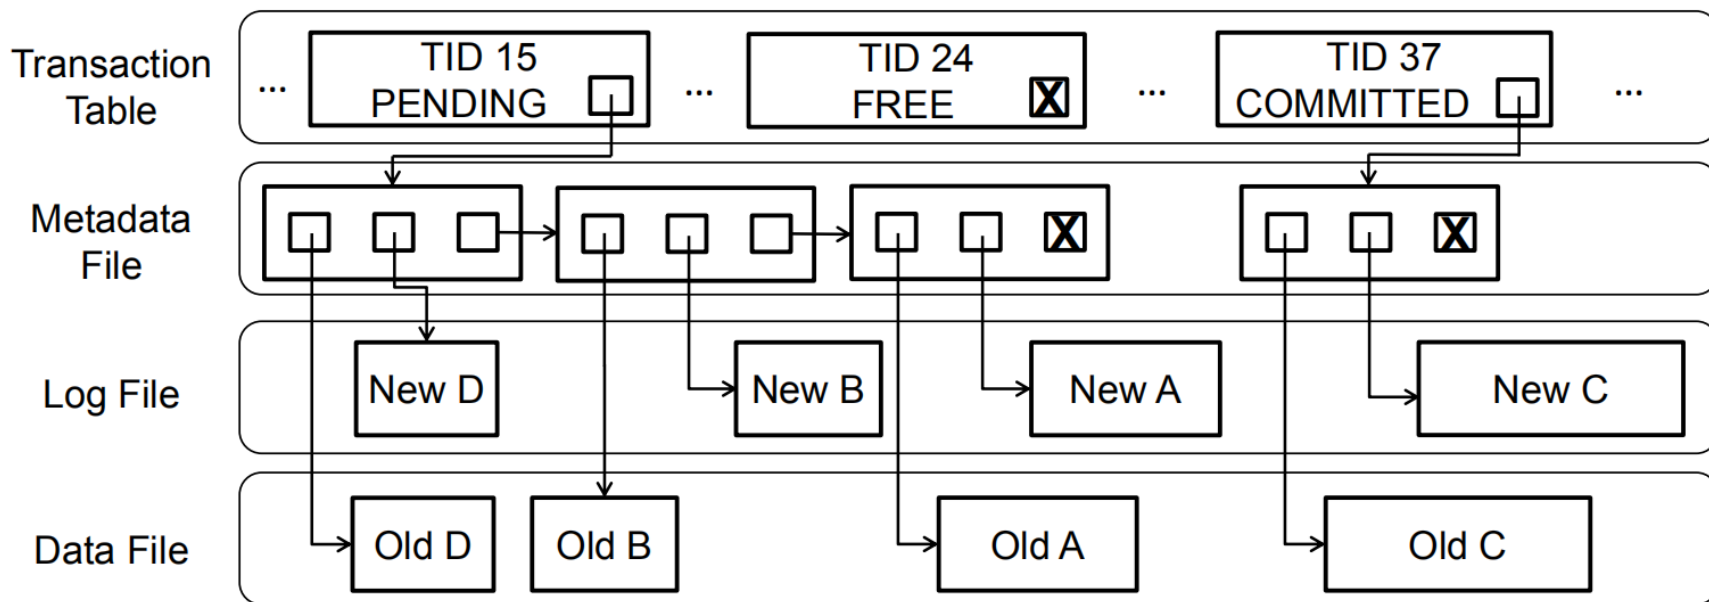 Transaction
Table
...
TID 15
PENDING
...
TID 24
FREE
X
...
TID 37
COMMITTED
...
Metadata
File
X
X
Log File
New D
New B
New A
New C
Data File
Old D
Old B
Old A
Old C